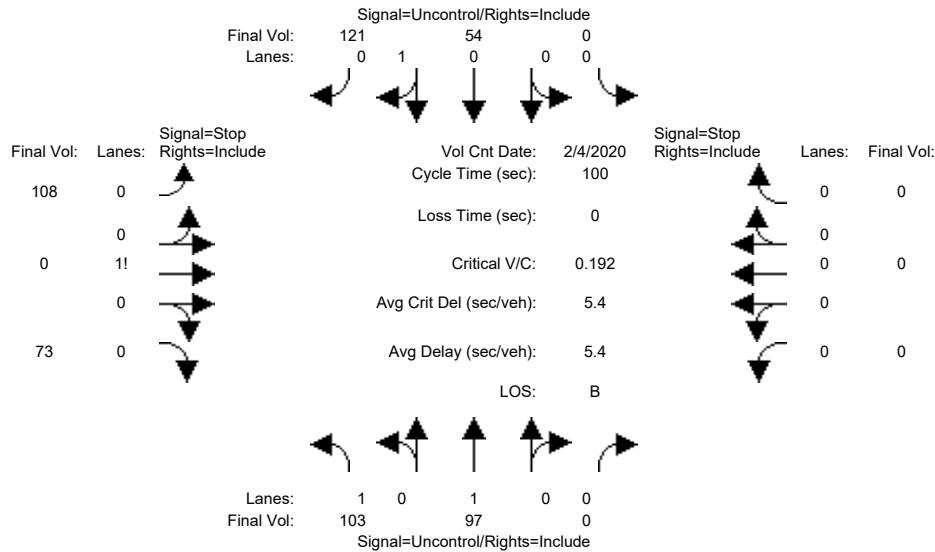 Signal=Uncontrol/Rights=Include
Final Vol: 121 54 0
Lanes: 0 1 0 0 0
Signal=Stop Signal=Stop
Final Vol: Lanes: Rights=Include Vol Cnt Date: 2/4/2020 Rights=Include Lanes: Final Vol:
Cycle Time (sec): 100
108 0 0 0
Loss Time (sec): 0
0 0
0 1! Critical V/C: 0.192 0 0
0 Avg Crit Del (sec/veh): 5.4 0
73 0 Avg Delay (sec/veh): 5.4 0 0
LOS: B
Lanes: 1 0 1 0 0
Final Vol: 103 97 0
Signal=Uncontrol/Rights=Include